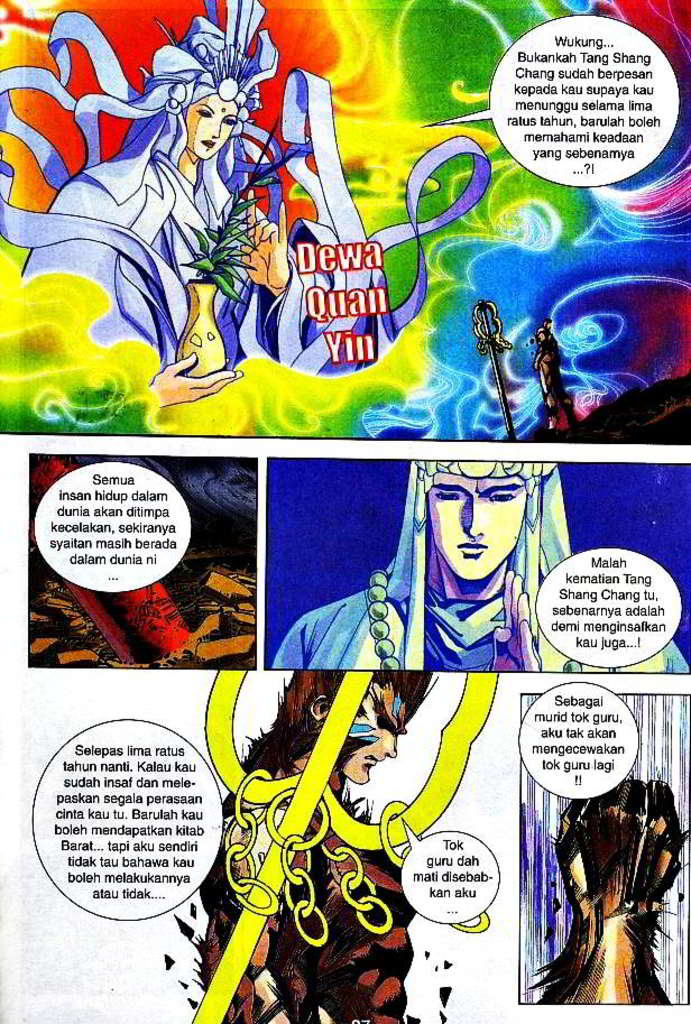 Wukung...
Bukankah Tang Shang
Chang sudah berpesan
kepada kau supaya kau
menunggu selama lima
ratus tahun, barulah boleh
memahami keadaan
yang sebenarnya
...?!
Dewa
Quan
Yin
Semua
insan hidup dalam
dunia akan ditimpa
kecelakan, sekiranya
syaitan masih berada
dalam dunia ni
...
Malah
kematian Tang
Shang Chang tu,
sebenarnya adalah
demi menginsafkan
kau juga...!
Selepas lima ratus
tahun nanti. Kalau kau
sudah insaf dan mele-
paskan segala perasaan
cinta kau tu. Barulah kau
boleh mendapatkan kitab
Barat... tapi aku sendiri
tidak tau bahawa kau
boleh melakukannya
atau tidak....
Tok
guru dah
mati disebab-
kan aku
...
Sebagai
murid tok guru,
aku tak akan
mengecewakan
tok guru lagi
!!